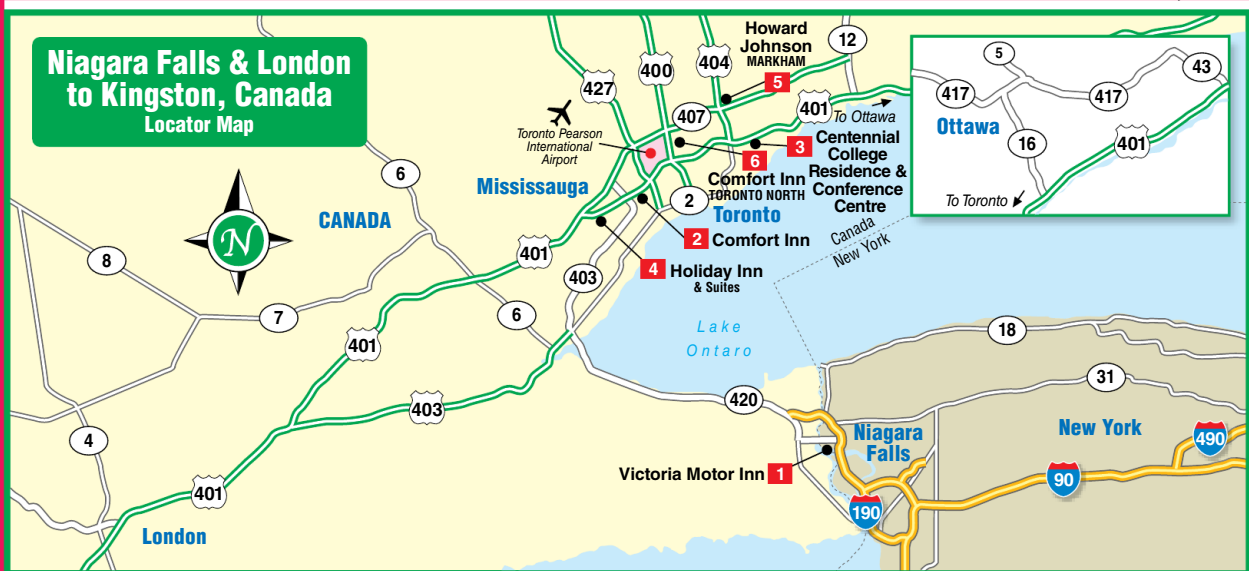 Niagara Falls & London
to Kingston, Canada
Locator Map
Howard
Johnson
MARKHAM
5
12
404
400
427
407
401
To Ottawa
Toronto Pearson
International
Airport
6
Comfort Inn
TORONTO NORTH
3
Centennial
College
Residence &
Conference
Centre
Mississauga
2
Toronto
2
Comfort Inn
4
Holiday Inn
& Suites
Canada
New York
5
417
417
43
Ottawa
16
401
To Toronto
6
CANADA
N
8
7
401
403
6
401
403
Lake
Ontaro
18
31
420
4
Niagara
Falls
New York
490
Victoria Motor Inn
1
90
190
401
London